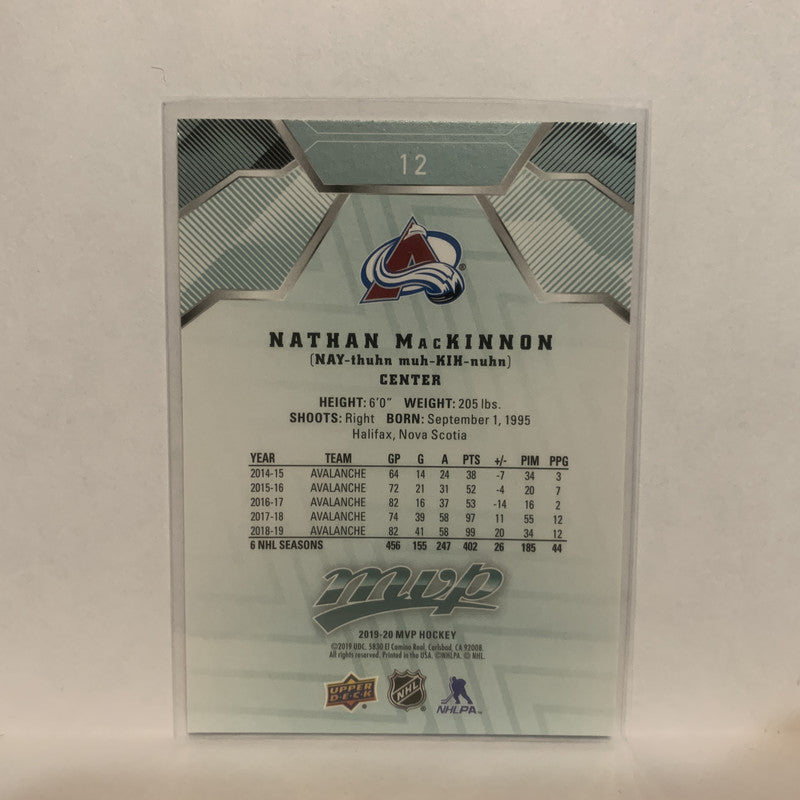 12
A
NATHAN MacKINNON
(NAY-thuhn muh-KIH-nuhn)
CENTER
HEIGHT: 6'0" WEIGHT: 205 lbs.
SHOOTS: Right BORN: September 1, 1995
Halifax, Nova Scotia
YEAR TEAM GP G A PTS +/- PIM PPG
2014-15 AVALANCHE 64 14 24 38 -7 34 3
2015-16 AVALANCHE 72 21 31 52 -4 20 7
2016-17 AVALANCHE 82 16 37 53 -14 16 2
2017-18 AVALANCHE 74 39 58 97 11 55 12
2018-19 AVALANCHE 82 41 58 99 20 34 12
6 NHL SEASONS 456 155 247 402 26 185 44
mvp
2019-20 MVP HOCKEY
©2019 UDC. 5830 El Camino Real, Carlsbad, CA 92008.
All rights reserved. Printed in the USA. ©NHLPA. © NHL.
UPPER DECK NHL NHLPA